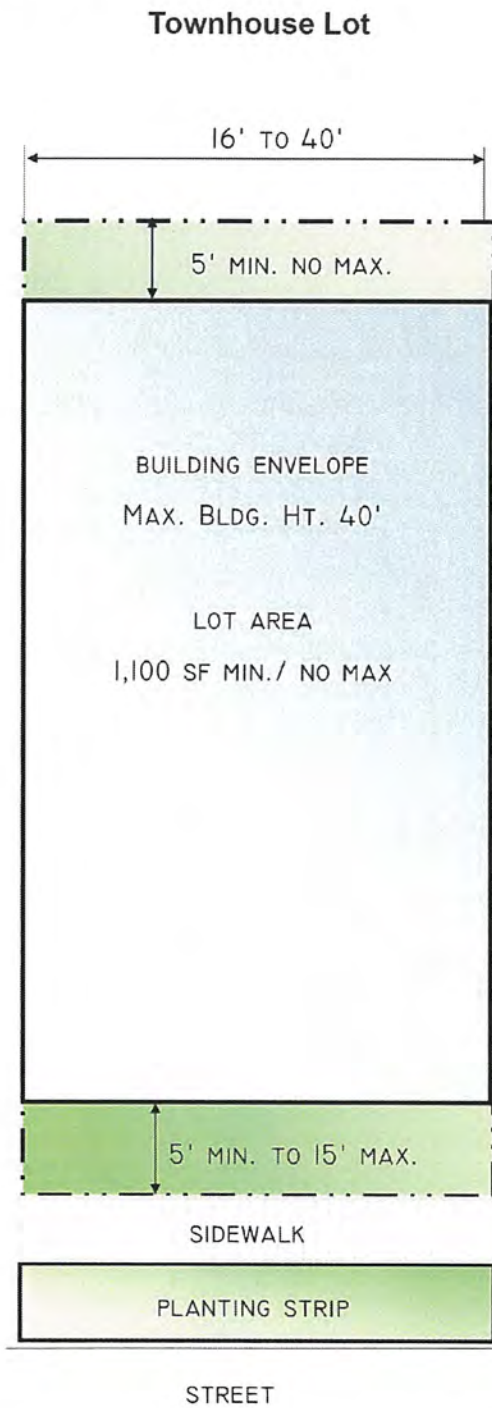 Townhouse Lot
16' TO 40'
5' MIN. NO MAX.
BUILDING ENVELOPE
MAX. BLDG. HT. 40'
LOT AREA
1,100 SF MIN./ NO MAX
5' MIN. TO 15' MAX.
SIDEWALK
PLANTING STRIP
STREET